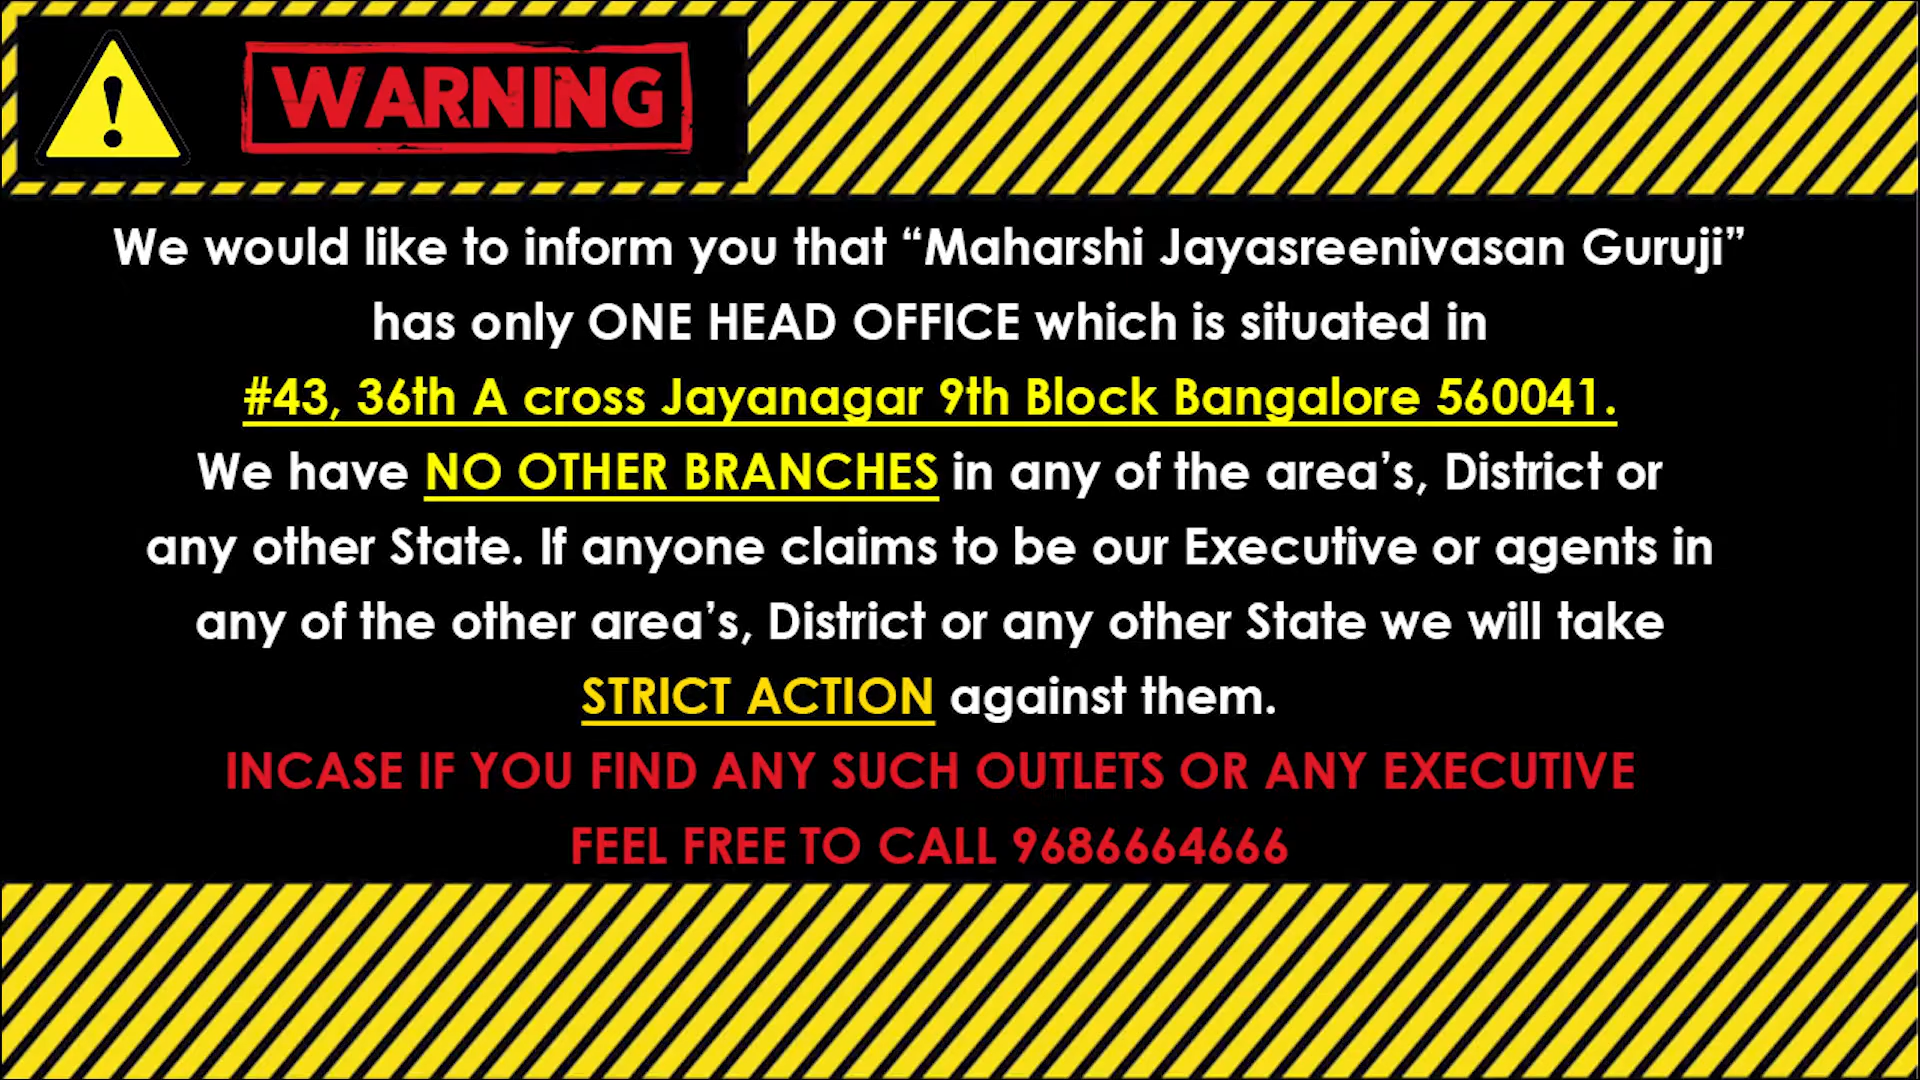 WARNING
We would like to inform you that “Maharshi Jayasreenivasan Guruji”
has only ONE HEAD OFFICE which is situated in
#43, 36th A cross Jayanagar 9th Block Bangalore 560041.
We have NO OTHER BRANCHES in any of the area’s, District or
any other State. If anyone claims to be our Executive or agents in
any of the other area’s, District or any other State we will take
STRICT ACTION against them.
INCASE IF YOU FIND ANY SUCH OUTLETS OR ANY EXECUTIVE
FEEL FREE TO CALL 9686664666